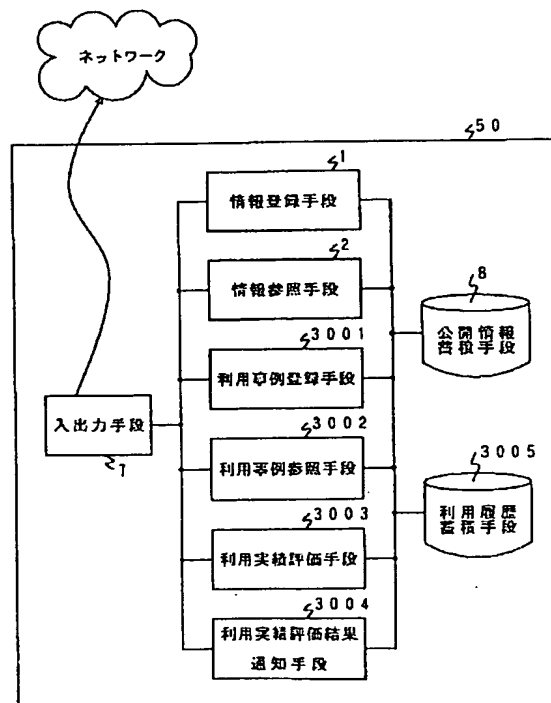 ネットワーク
50
1
情報登録手段
2
情報参照手段
8
公開情報
蓄積手段
3001
利用事例登録手段
入出力手段
7
3002
利用事例参照手段
3005
利用履歴
蓄積手段
3003
利用実績評価手段
3004
利用実績評価結果
通知手段